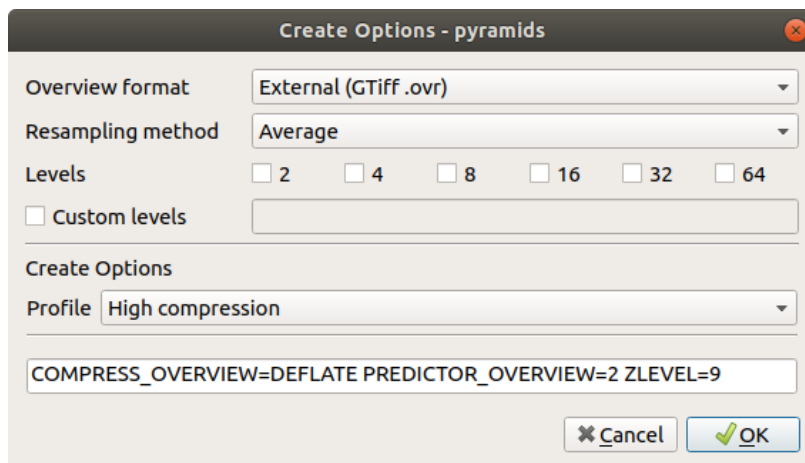 Create Options - pyramids
Overview format External (GTiff .ovr)
Resampling method Average
Levels 2 4 8 16 32 64
Custom levels
Create Options
Profile High compression
COMPRESS_OVERVIEW=DEFLATE PREDICTOR_OVERVIEW=2 ZLEVEL=9
Cancel OK